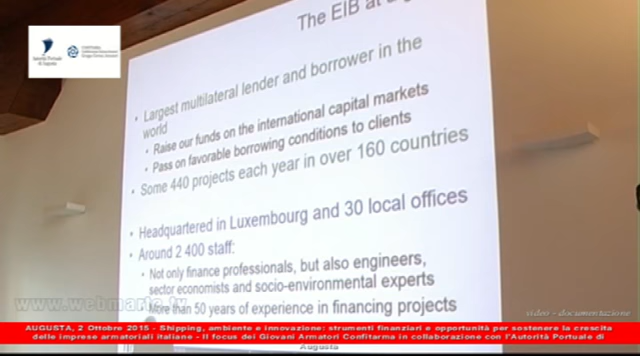 The EIB at a
• Largest multilateral lender and borrower in the
world
• Raise our funds on the international capital markets
• Pass on favorable borrowing conditions to clients
• Some 440 projects each year in over 160 countries
• Headquartered in Luxembourg and 30 local offices
• Around 2 400 staff:
• Not only finance professionals, but also engineers,
sector economists and socio-environmental experts
• More than 50 years of experience in financing projects
www.webmarte.tv
video - documentazione
AUGUSTA, 2 Ottobre 2015 - Shipping, ambiente e innovazione: strumenti finanziari e opportunità per sostenere la crescita
delle imprese armatoriali italiane - Il focus dei Giovani Armatori Confitarma in collaborazione con l'Autorità Portuale di
Augusta